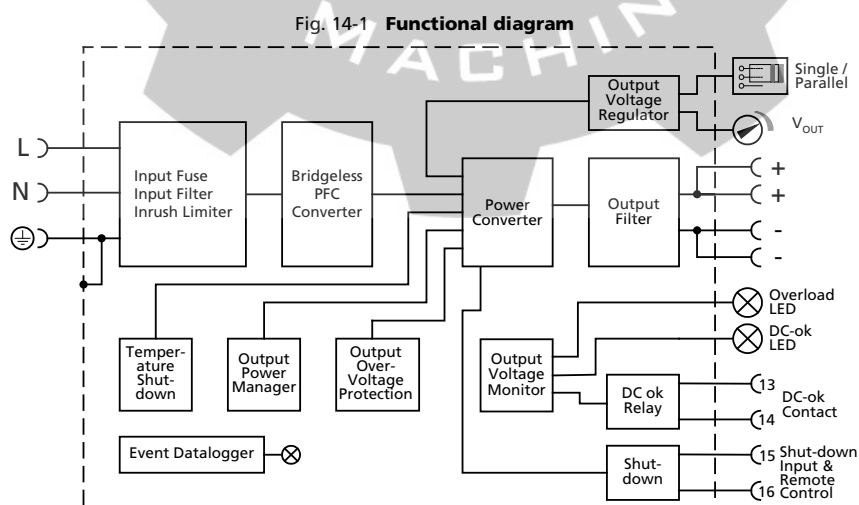 Fig. 14-1 Functional diagram
MACHIN
Single /
Parallel
Output
Voltage
Regulator
VOUT
L
N
Input Fuse
Input Filter
Inrush Limiter
Bridgeless
PFC
Converter
Power
Converter
Output
Filter
+
+
-
-
Temper-
ature
Shut-
down
Output
Power
Manager
Output
Over-
Voltage
Protection
Output
Voltage
Monitor
Overload
LED
DC-ok
LED
DC ok
Relay
13
14
DC-ok
Contact
Event Datalogger
Shut-
down
15
16
Shut-down
Input &
Remote
Control